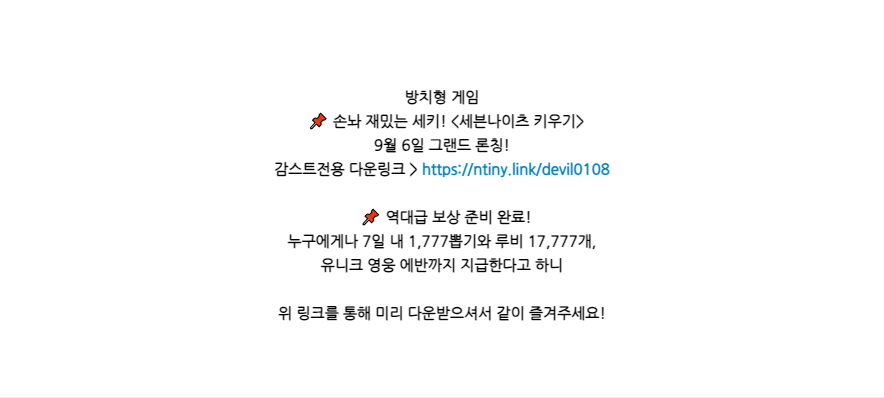 방치형 게임
📌 손놔 재밌는 세키! <세븐나이츠 키우기>
9월 6일 그랜드 론칭!
감스트전용 다운링크 > https://ntiny.link/devil0108
📌 역대급 보상 준비 완료!
누구에게나 7일 내 1,777뽑기와 루비 17,777개,
유니크 영웅 에반까지 지급한다고 하니
위 링크를 통해 미리 다운받으셔서 같이 즐겨주세요!